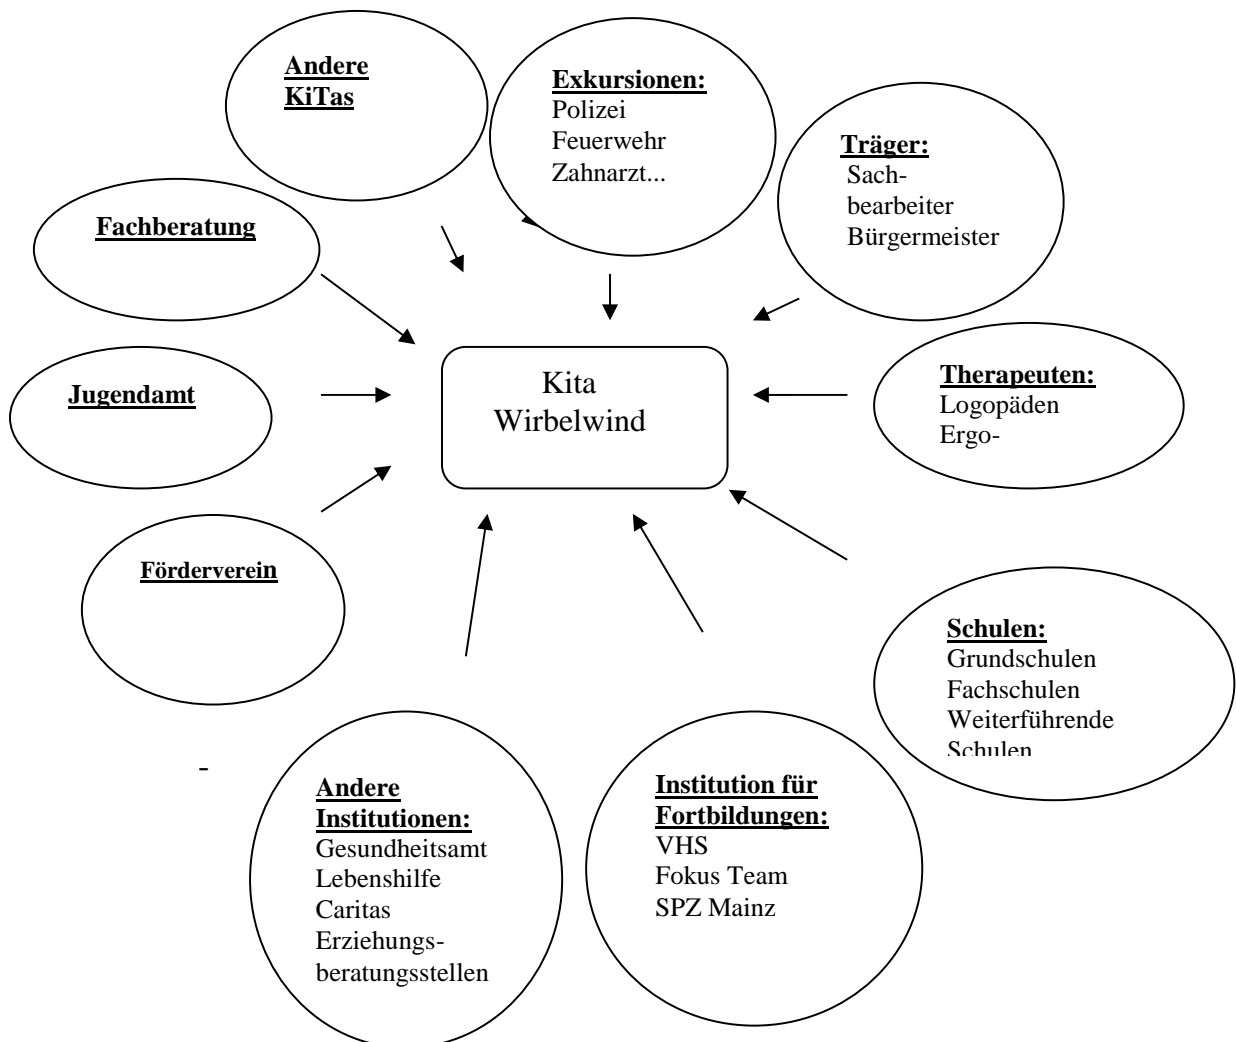 Andere
KiTas
Exkursionen:
Polizei
Feuerwehr
Zahnarzt...
Träger:
Sach-
bearbeiter
Bürgermeister
Fachberatung
Jugendamt
Kita
Wirbelwind
Therapeuten:
Logopäden
Ergo-
Förderverein
Schulen:
Grundschulen
Fachschulen
Weiterführende
Schulen
-
Andere
Institutionen:
Gesundheitsamt
Lebenshilfe
Caritas
Erziehungs-
beratungsstellen
Institution für
Fortbildungen:
VHS
Fokus Team
SPZ Mainz